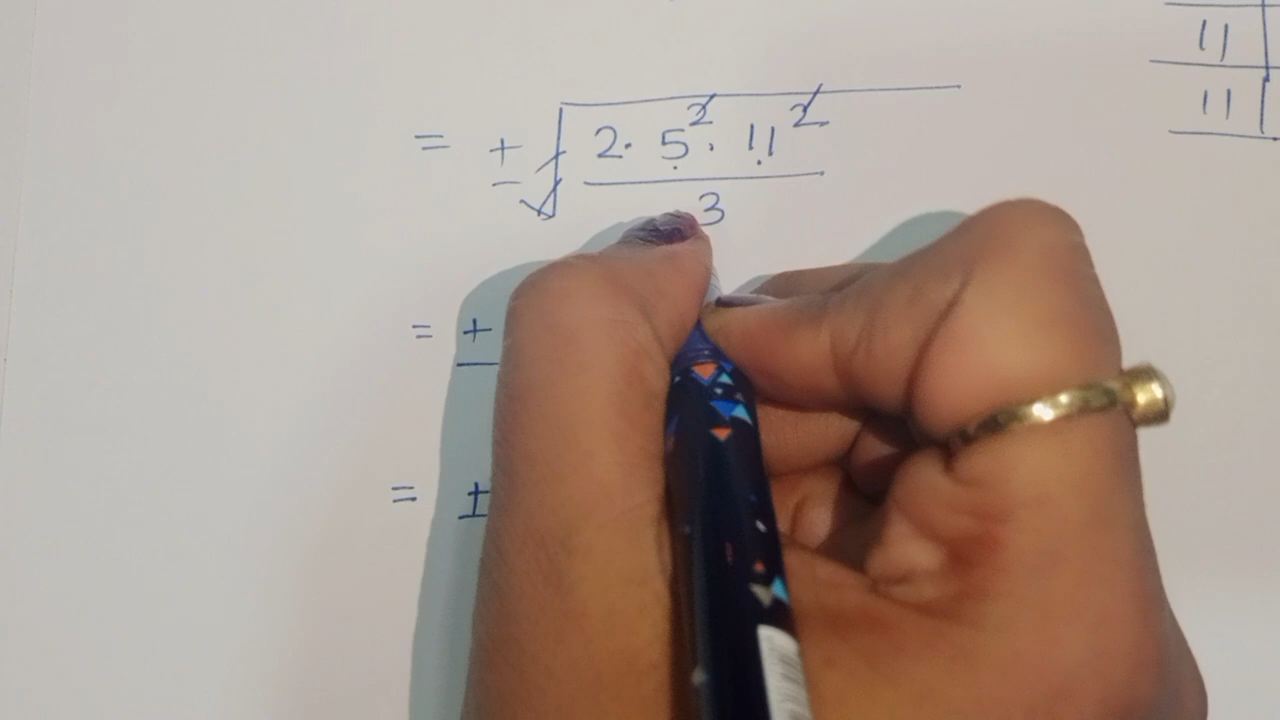 11
11
= ± √(2· 5²· 11² / 3)
= ±
= ±